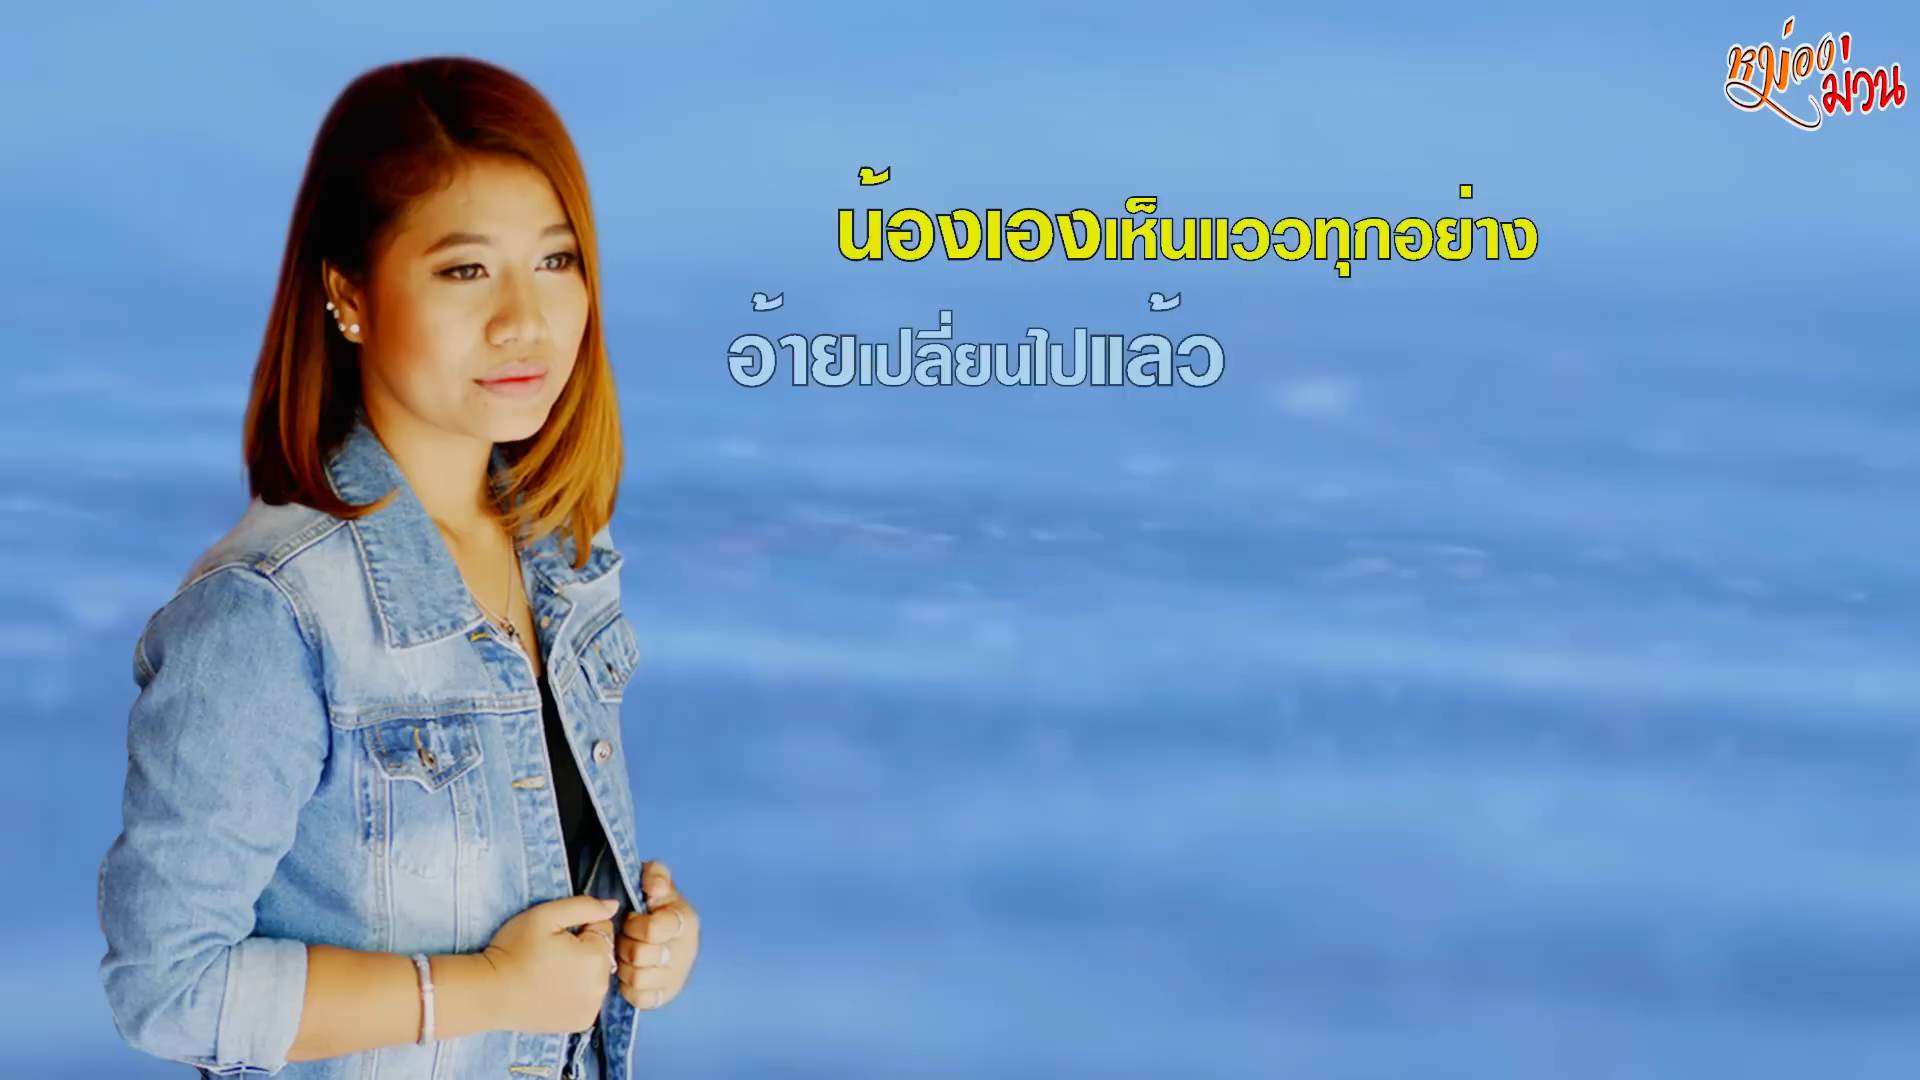 หม่อง
ม่วน
น้องเองเห็นแววทุกอย่าง
อ้ายเปลี่ยนไปแล้ว